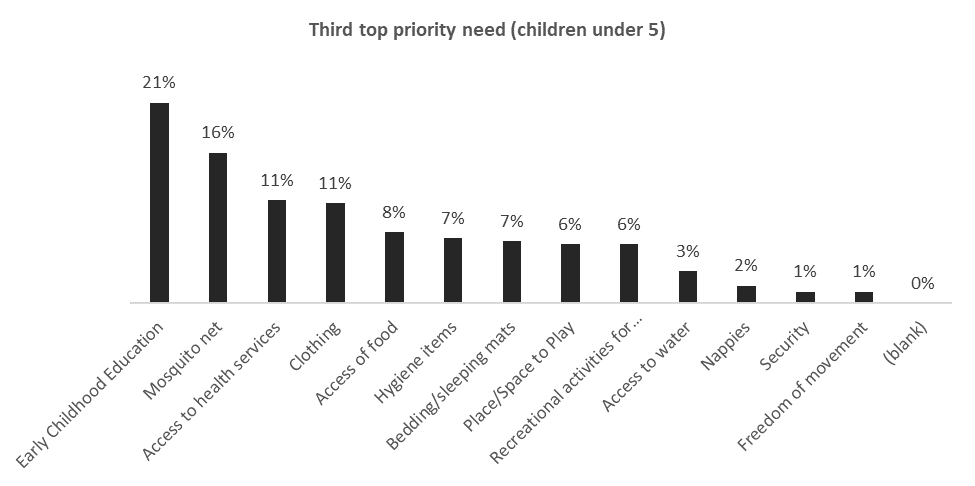 Third top priority need (children under 5)
21%
16%
11%
11%
8%
7%
7%
6%
6%
3%
2%
1%
1%
0%
Early Childhood Education
Mosquito net
Access to health services
Clothing
Access of food
Hygiene items
Bedding/sleeping mats
Place/Space to Play
Recreational activities for...
Access to water
Nappies
Security
Freedom of movement
(blank)